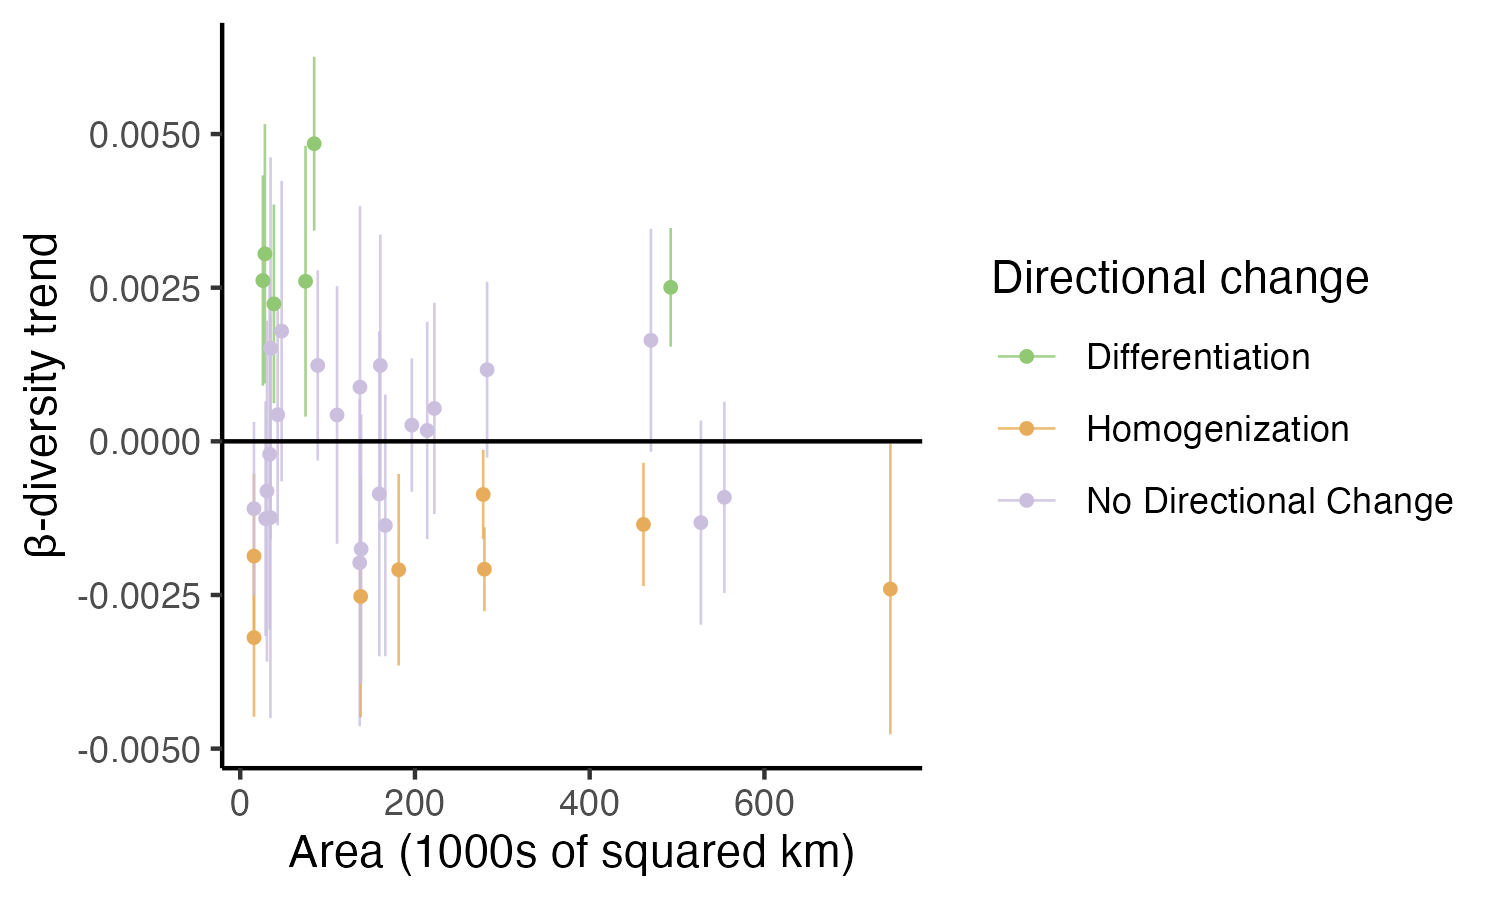 0.0050
0.0025
0.0000
-0.0025
-0.0050
β-diversity trend
0 200 400 600
Area (1000s of squared km)
Directional change
Differentiation
Homogenization
No Directional Change